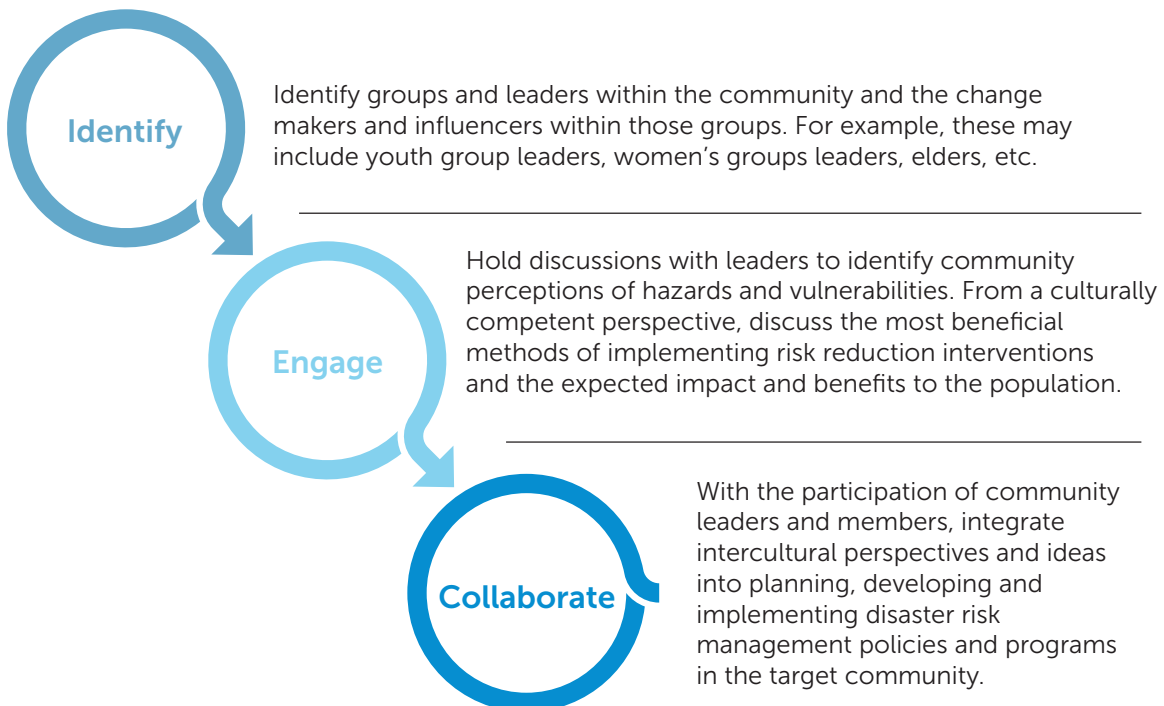 Identify
Identify groups and leaders within the community and the change
makers and influencers within those groups. For example, these may
include youth group leaders, women’s groups leaders, elders, etc.
Engage
Hold discussions with leaders to identify community
perceptions of hazards and vulnerabilities. From a culturally
competent perspective, discuss the most beneficial
methods of implementing risk reduction interventions
and the expected impact and benefits to the population.
Collaborate
With the participation of community
leaders and members, integrate
intercultural perspectives and ideas
into planning, developing and
implementing disaster risk
management policies and programs
in the target community.